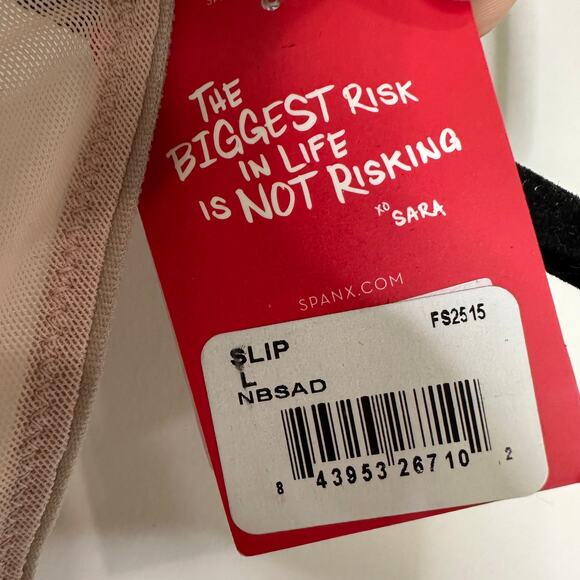 THE
BIGGEST RISK
IN LIFE
IS NOT RISKING
XO SARA
SPANX.COM
FS2515
SLIP
L
NBSAD
8 43953 26710 2